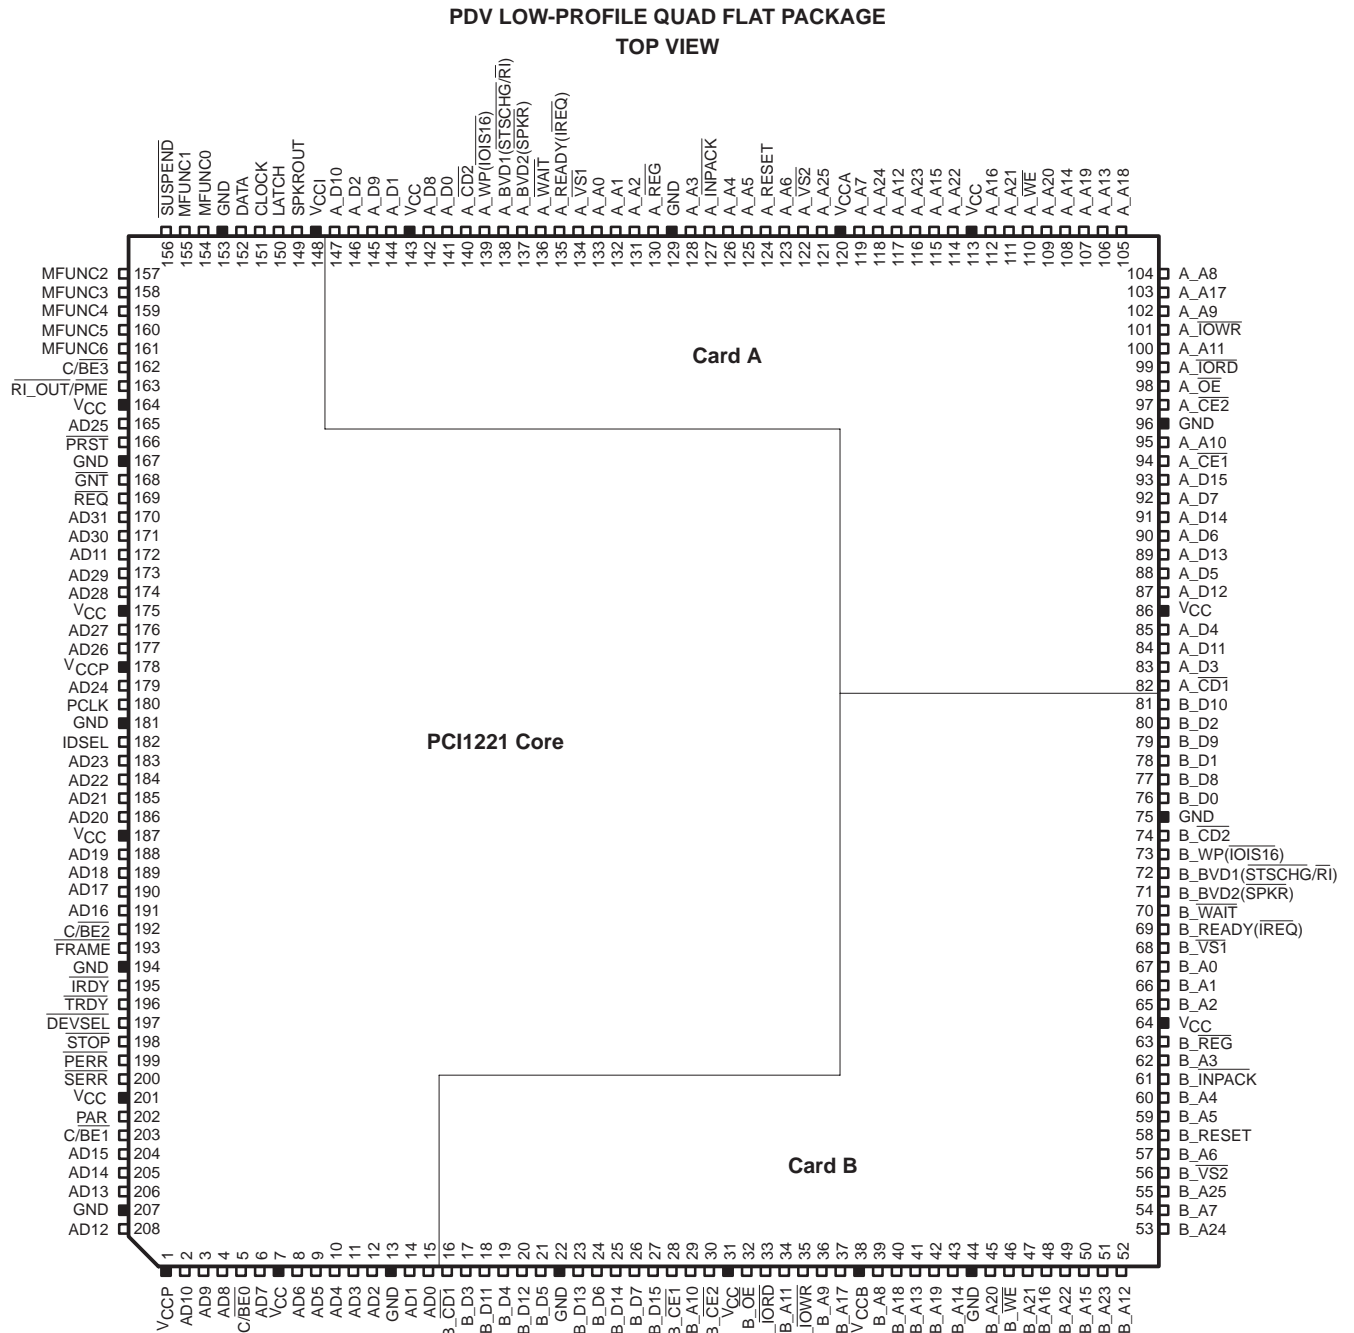 PDV LOW-PROFILE QUAD FLAT PACKAGE
TOP VIEW
SUSPEND
MFUNC1
MFUNC0
GND
DATA
CLOCK
LATCH
SPKROUT
VCCI
A_D10
A_D2
A_D9
A_D1
VCC
A_D8
A_D0
A_CD2
A_WP(IOIS16)
A_BVD1(STSCHG/RI)
A_BVD2(SPKR)
A_WAIT
A_READY(IREQ)
A_VS1
A_A0
A_A1
A_A2
A_REG
GND
A_A3
A_INPACK
A_A4
A_A5
A_RESET
A_A6
A_VS2
A_A25
VCCA
A_A7
A_A24
A_A12
A_A23
A_A15
A_A22
VCC
A_A16
A_A21
A_WE
A_A20
A_A14
A_A19
A_A13
A_A18
156 155 154 153 152 151 150 149 148 147 146 145 144 143 142 141 140 139 138 137 136 135 134 133 132 131 130 129 128 127 126 125 124 123 122 121 120 119 118 117 116 115 114 113 112 111 110 109 108 107 106 105
MFUNC2 157
MFUNC3 158
MFUNC4 159
MFUNC5 160
MFUNC6 161
C/BE3 162
RI_OUT/PME 163
VCC 164
AD25 165
PRST 166
GND 167
GNT 168
REQ 169
AD31 170
AD30 171
AD11 172
AD29 173
AD28 174
VCC 175
AD27 176
AD26 177
VCCP 178
AD24 179
PCLK 180
GND 181
IDSEL 182
AD23 183
AD22 184
AD21 185
AD20 186
VCC 187
AD19 188
AD18 189
AD17 190
AD16 191
C/BE2 192
FRAME 193
GND 194
IRDY 195
TRDY 196
DEVSEL 197
STOP 198
PERR 199
SERR 200
VCC 201
PAR 202
C/BE1 203
AD15 204
AD14 205
AD13 206
GND 207
AD12 208
Card A
PCI1221 Core
Card B
104 A_A8
103 A_A17
102 A_A9
101 A_IOWR
100 A_A11
99 A_IORD
98 A_OE
97 A_CE2
96 GND
95 A_A10
94 A_CE1
93 A_D15
92 A_D7
91 A_D14
90 A_D6
89 A_D13
88 A_D5
87 A_D12
86 VCC
85 A_D4
84 A_D11
83 A_D3
82 A_CD1
81 B_D10
80 B_D2
79 B_D9
78 B_D1
77 B_D8
76 B_D0
75 GND
74 B_CD2
73 B_WP(IOIS16)
72 B_BVD1(STSCHG/RI)
71 B_BVD2(SPKR)
70 B_WAIT
69 B_READY(IREQ)
68 B_VS1
67 B_A0
66 B_A1
65 B_A2
64 VCC
63 B_REG
62 B_A3
61 B_INPACK
60 B_A4
59 B_A5
58 B_RESET
57 B_A6
56 B_VS2
55 B_A25
54 B_A7
53 B_A24
1 2 3 4 5 6 7 8 9 10 11 12 13 14 15 16 17 18 19 20 21 22 23 24 25 26 27 28 29 30 31 32 33 34 35 36 37 38 39 40 41 42 43 44 45 46 47 48 49 50 51 52
VCCP
AD10
AD9
AD8
C/BE0
AD7
VCC
AD6
AD5
AD4
AD3
AD2
GND
AD1
AD0
B_CD1
B_D3
B_D11
B_D4
B_D12
B_D5
GND
B_D13
B_D6
B_D14
B_D7
B_D15
B_CE1
B_A10
B_CE2
VCC
B_OE
_IORD
B_A11
_IOWR
B_A9
B_A17
VCCB
B_A8
B_A18
B_A13
B_A19
B_A14
GND
B_A20
B_WE
B_A21
B_A16
B_A22
B_A15
B_A23
B_A12